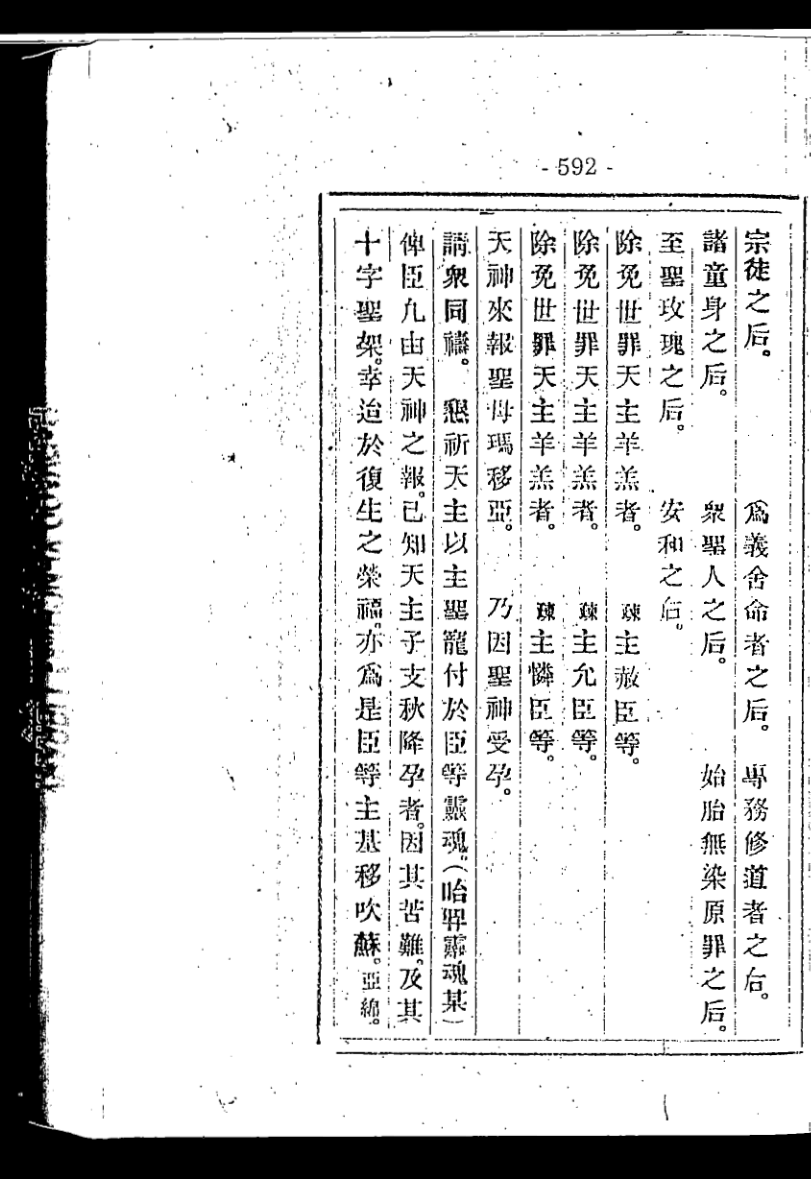 - 592 -
宗徒之后。 爲義舍命者之后。 專務修道者之后。
諸童身之后。 衆聖人之后。 始胎無染原罪之后。
至聖玫瑰之后。 安和之后。
除免世罪天主羊羔者。 主赦臣等。
除免世罪天主羊羔者。 主允臣等。
除免世罪天主羊羔者。 主憐臣等。
天神來報聖母瑪移亞。 乃因聖神受孕。
請衆同禱。 懇祈天主以主聖寵付於臣等靈魂。(咍罪靈魂某)
俾臣凢由天神之報。已知天主子支秋降孕者。因其苦難。及其
十字聖架。幸迨於復生之榮福。亦爲是臣等主基移吹蘇。亞綿。